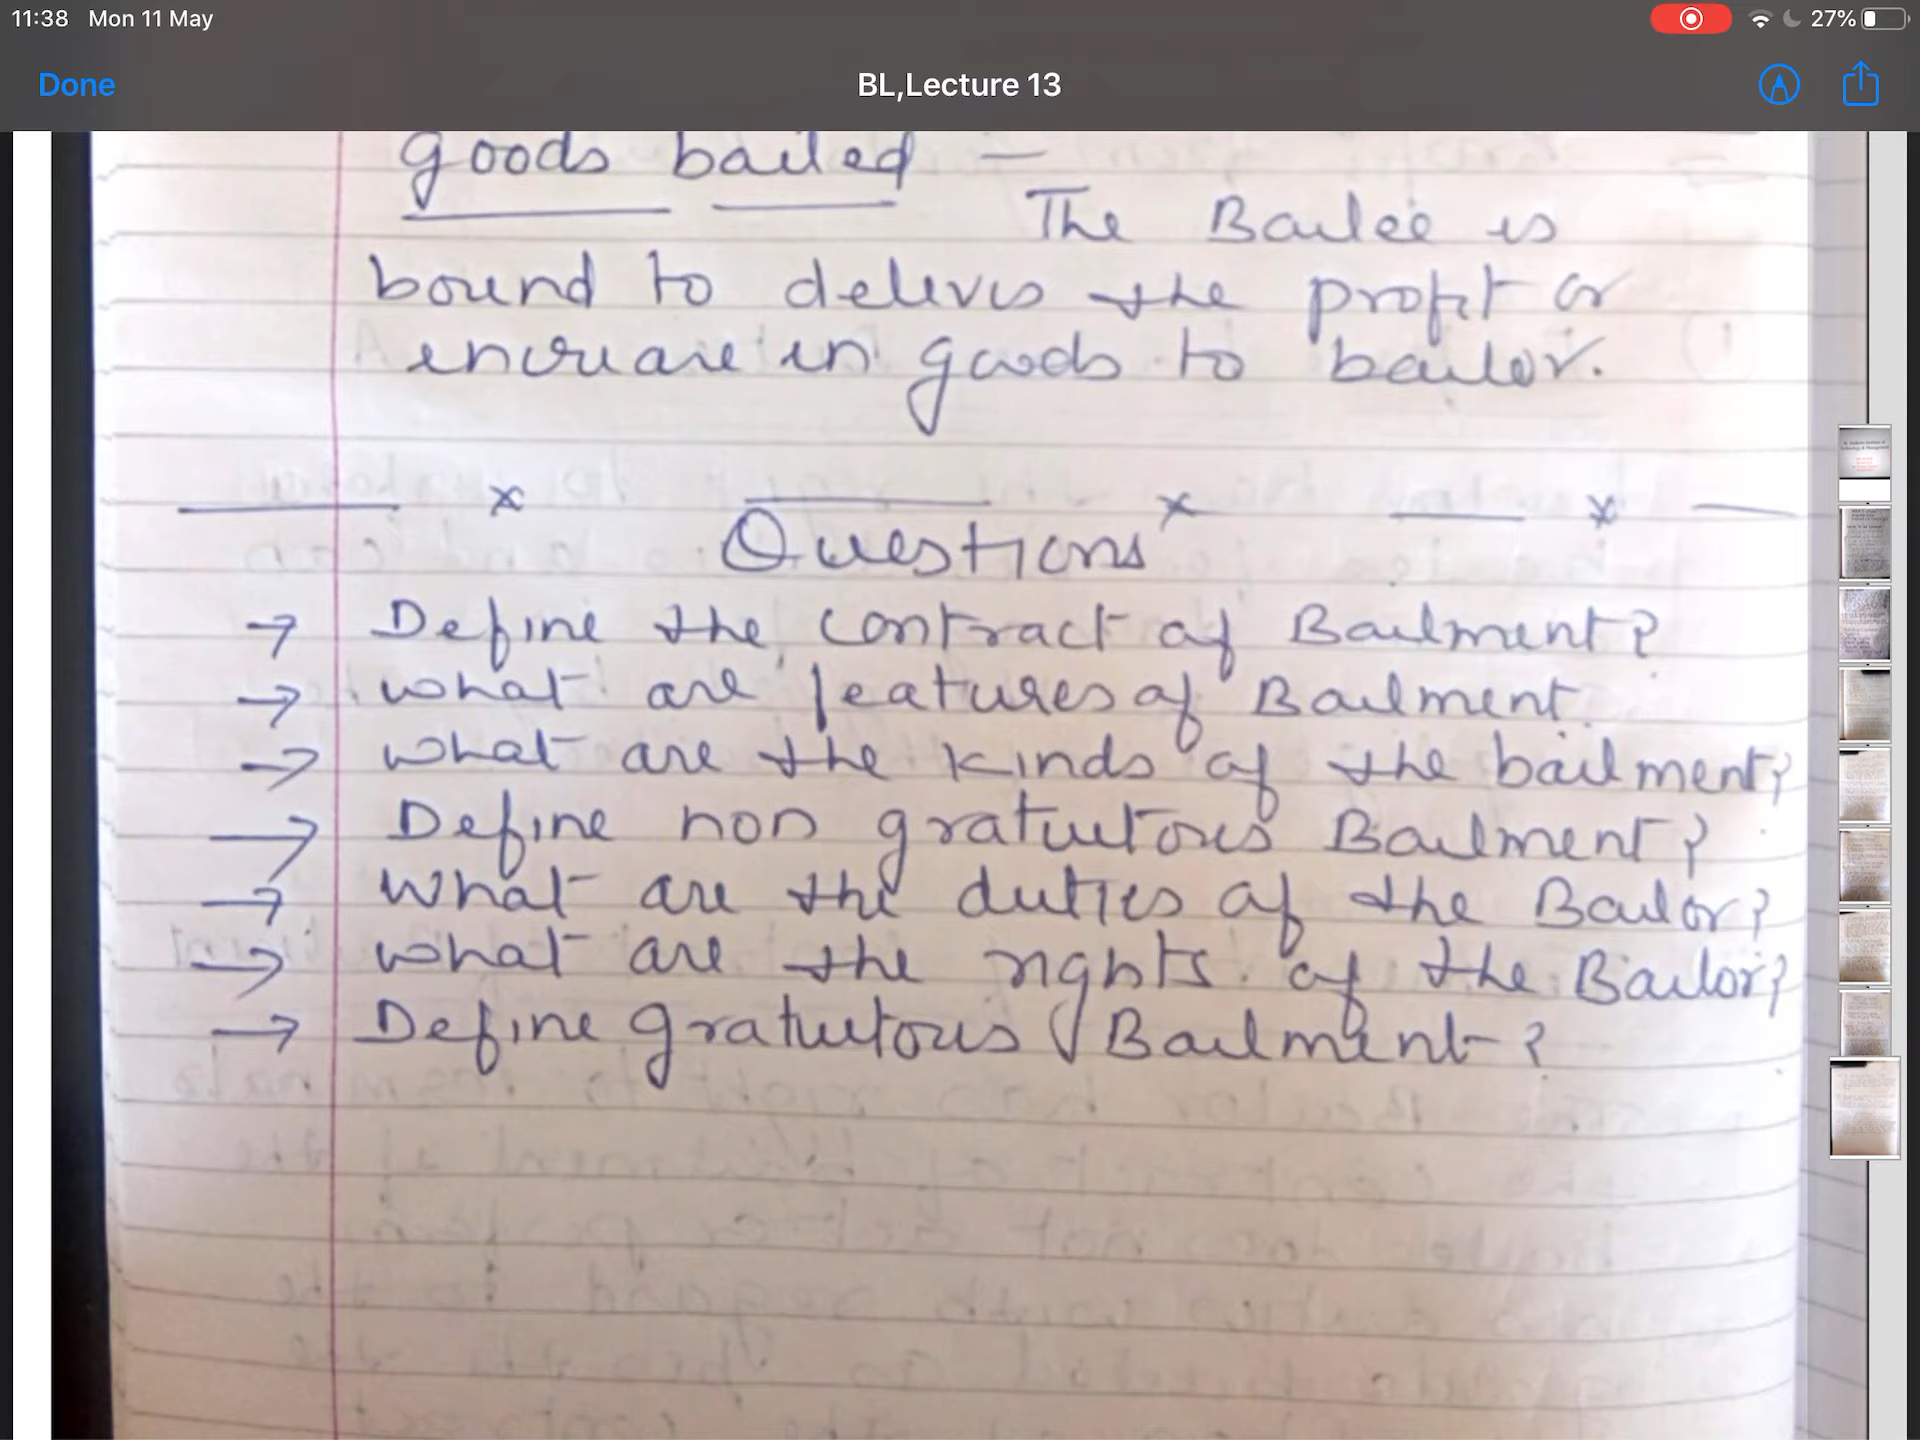 11:38 Mon 11 May
27%
Done
BL,Lecture 13
goods bailed —
The Bailee is
bound to deliver the profit or
increase in goods to bailor.
Questions
→ Define the contract of Bailment?
→ What are features of Bailment.
→ What are the kinds of the bailment?
→ Define non gratuitous Bailment?
→ What are the duties of the Bailor?
→ What are the rights of the Bailor?
→ Define gratuitous Bailment?